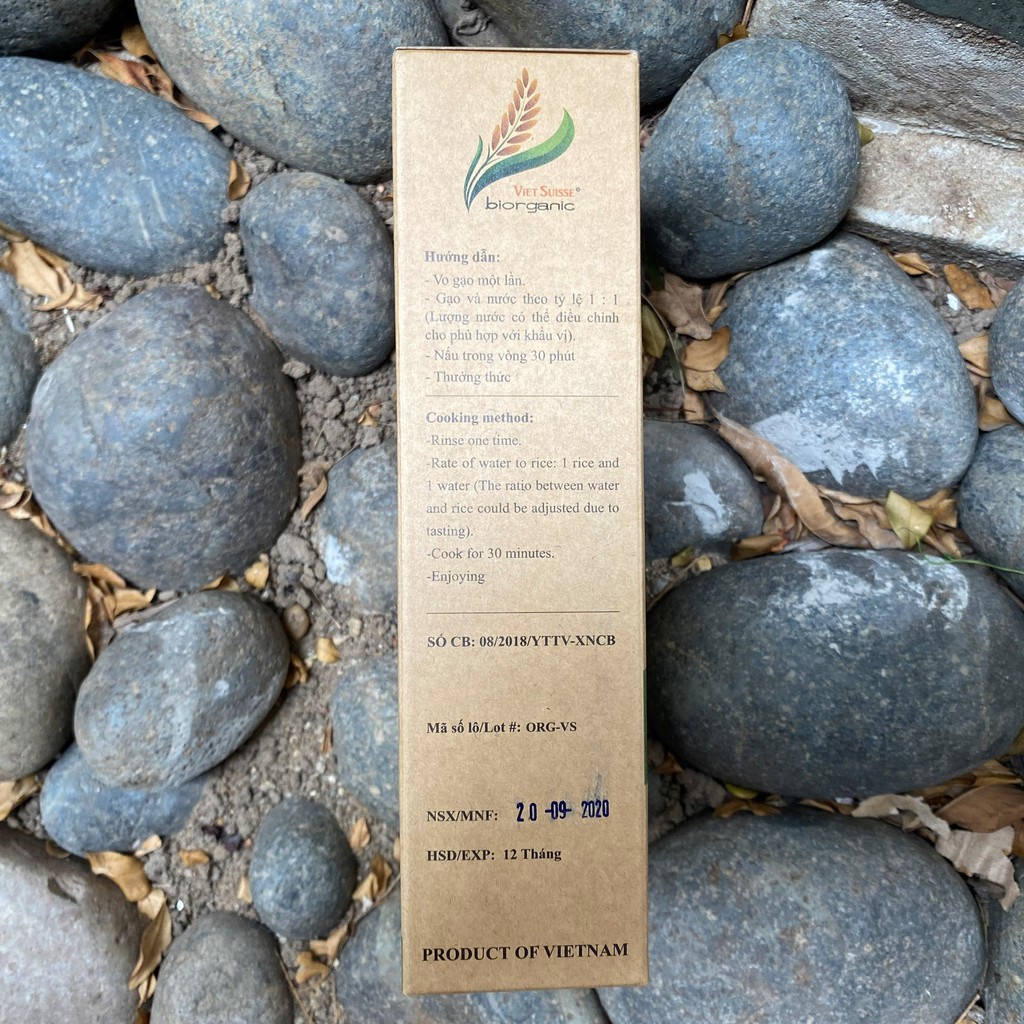 VIET SUISSE®
biorganic
Hướng dẫn:
- Vo gạo một lần.
- Gạo và nước theo tỷ lệ 1 : 1
(Lượng nước có thể điều chỉnh
cho phù hợp với khẩu vị).
- Nấu trong vòng 30 phút
- Thưởng thức
Cooking method:
-Rinse one time.
-Rate of water to rice: 1 rice and
1 water (The ratio between water
and rice could be adjusted due to
tasting).
-Cook for 30 minutes.
-Enjoying
SỐ CB: 08/2018/YTTV-XNCB
Mã số lô/Lot #: ORG-VS
NSX/MNF: 20 -09- 2020
HSD/EXP: 12 Tháng
PRODUCT OF VIETNAM